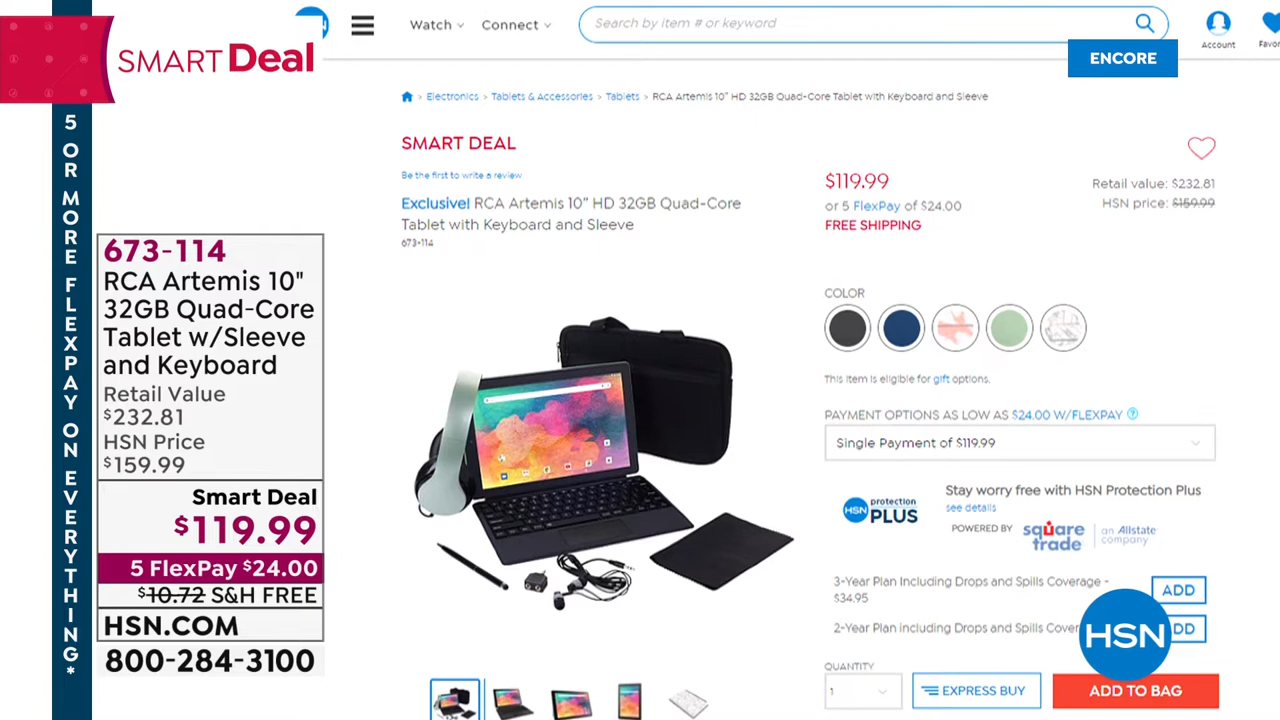 SMART Deal
5 OR MORE FLEXPAY ON EVERYTHING*
673-114
RCA Artemis 10"
32GB Quad-Core
Tablet w/Sleeve
and Keyboard
Retail Value
$232.81
HSN Price
$159.99
Smart Deal
$119.99
5 FlexPay $24.00
$10.72 S&H FREE
HSN.COM
800-284-3100
Watch
Connect
Search by item # or keyword
Account
ENCORE
Electronics > Tablets & Accessories > Tablets > RCA Artemis 10" HD 32GB Quad-Core Tablet with Keyboard and Sleeve
SMART DEAL
Be the first to write a review
Exclusive! RCA Artemis 10" HD 32GB Quad-Core
Tablet with Keyboard and Sleeve
673-114
$119.99
or 5 FlexPay of $24.00
FREE SHIPPING
Retail value: $232.81
HSN price: $159.99
COLOR
This item is eligible for gift options.
PAYMENT OPTIONS AS LOW AS $24.00 W/FLEXPAY ?
Single Payment of $119.99
HSN protection PLUS
Stay worry free with HSN Protection Plus
see details
POWERED BY square trade | an Allstate company
3-Year Plan Including Drops and Spills Coverage -
$34.95
ADD
2-Year Plan including Drops and Spills Cover
HSN
QUANTITY
1
EXPRESS BUY
ADD TO BAG